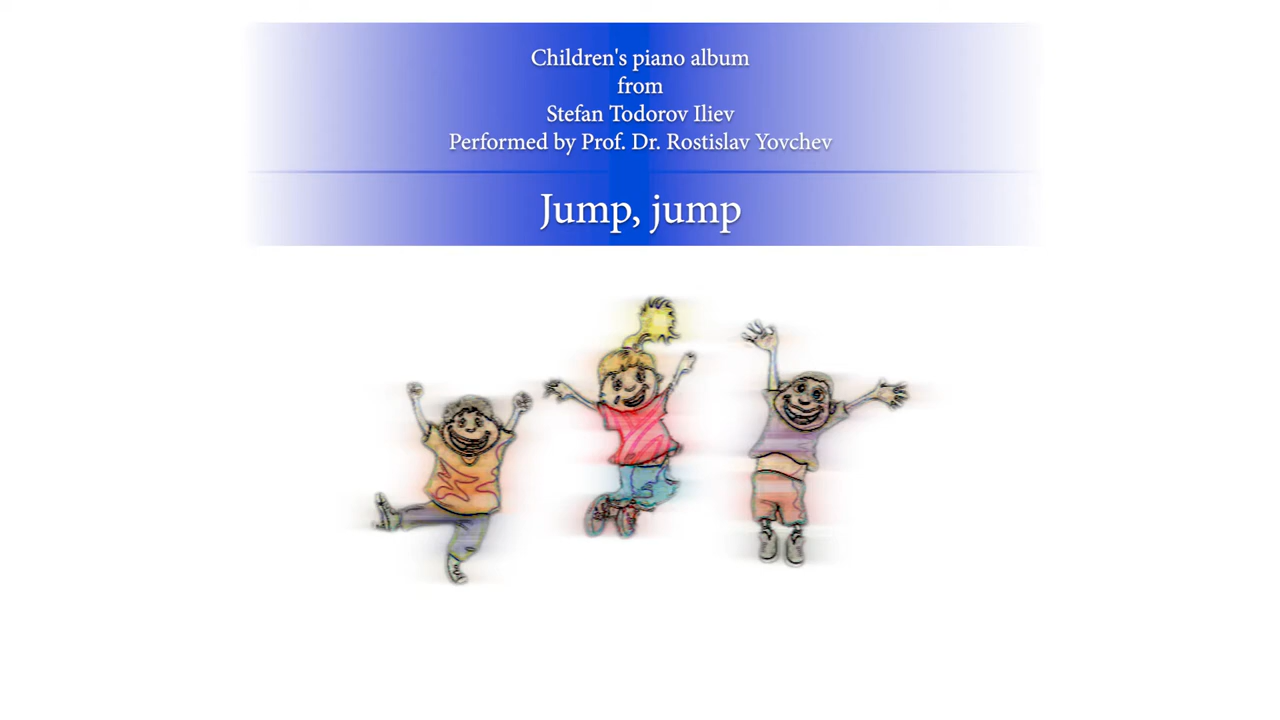 Children's piano album
from
Stefan Todorov Iliev
Performed by Prof. Dr. Rostislav Yovchev
Jump, jump